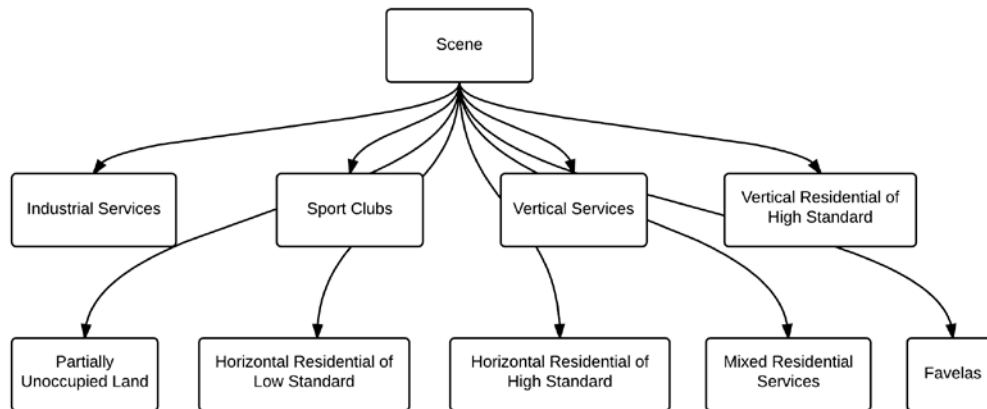 Scene
Industrial Services
Sport Clubs
Vertical Services
Vertical Residential of
High Standard
Partially
Unoccupied Land
Horizontal Residential of
Low Standard
Horizontal Residential of
High Standard
Mixed Residential
Services
Favelas